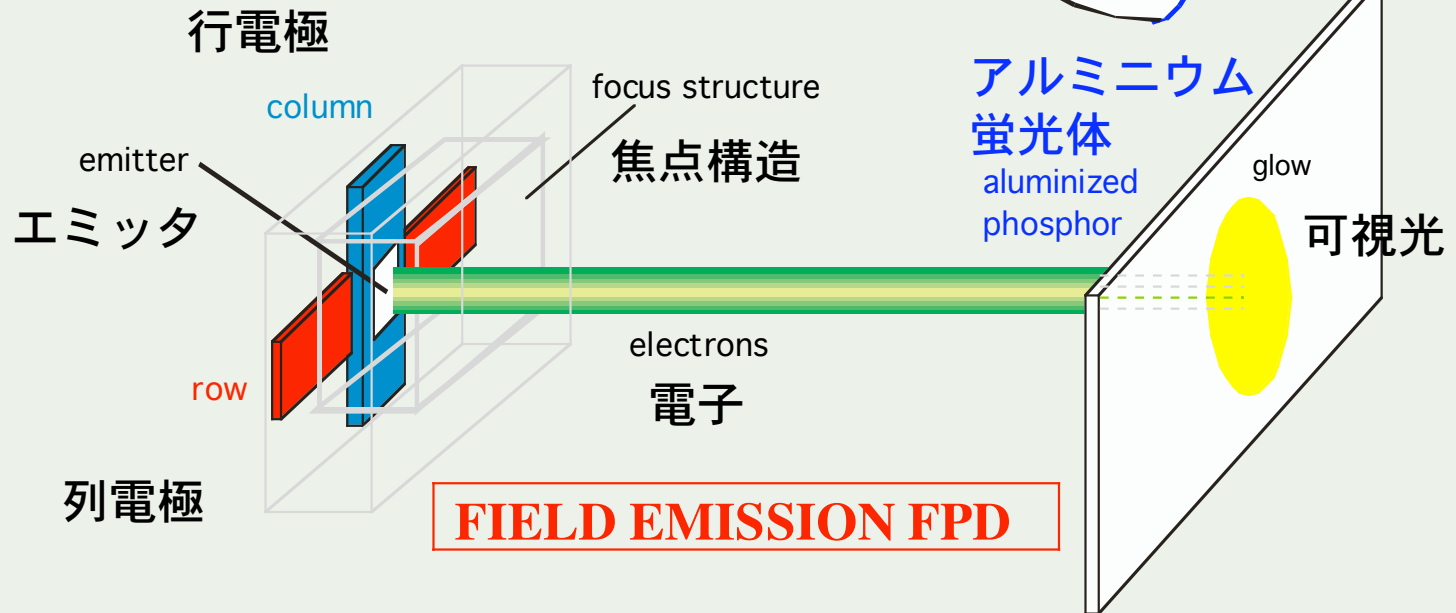 行電極
column
focus structure
アルミニウム
蛍光体
aluminized
phosphor
emitter
焦点構造
glow
エミッタ
可視光
electrons
row
電子
列電極
FIELD EMISSION FPD